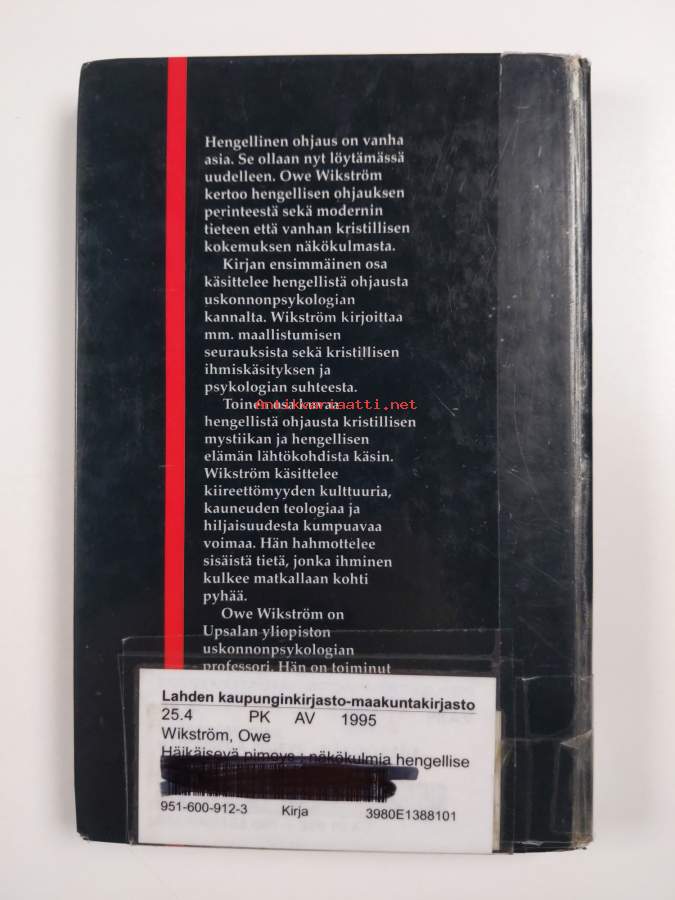 Hengellinen ohjaus on vanha
asia. Se ollaan nyt löytämässä
uudelleen. Owe Wikström
kertoo hengellisen ohjauksen
perinteestä sekä modernin
tieteen että vanhan kristillisen
kokemuksen näkökulmasta.
Kirjan ensimmäinen osa
käsittelee hengellistä ohjausta
uskonnonpsykologian
kannalta. Wikström kirjoittaa
mm. maallistumisen
seurauksista sekä kristillisen
ihmiskäsityksen ja
psykologian suhteesta.
Toinen osa kuvaa
Antikvariaatti.net
hengellistä ohjausta kristillisen
mystiikan ja hengellisen
elämän lähtökohdista käsin.
Wikström käsittelee
kiireettömyyden kulttuuria,
kauneuden teologiaa ja
hiljaisuudesta kumpuavaa
voimaa. Hän hahmottelee
sisäistä tietä, jonka ihminen
kulkee matkallaan kohti
pyhää.
Owe Wikström on
Upsalan yliopiston
uskonnonpsykologian
professori. Hän on toiminut
Lahden kaupunginkirjasto-maakuntakirjasto
25.4 PK AV 1995
Wikström, Owe
Häikäisevä pimeys : näkökulmia hengellise
951-600-912-3 Kirja 3980E1388101